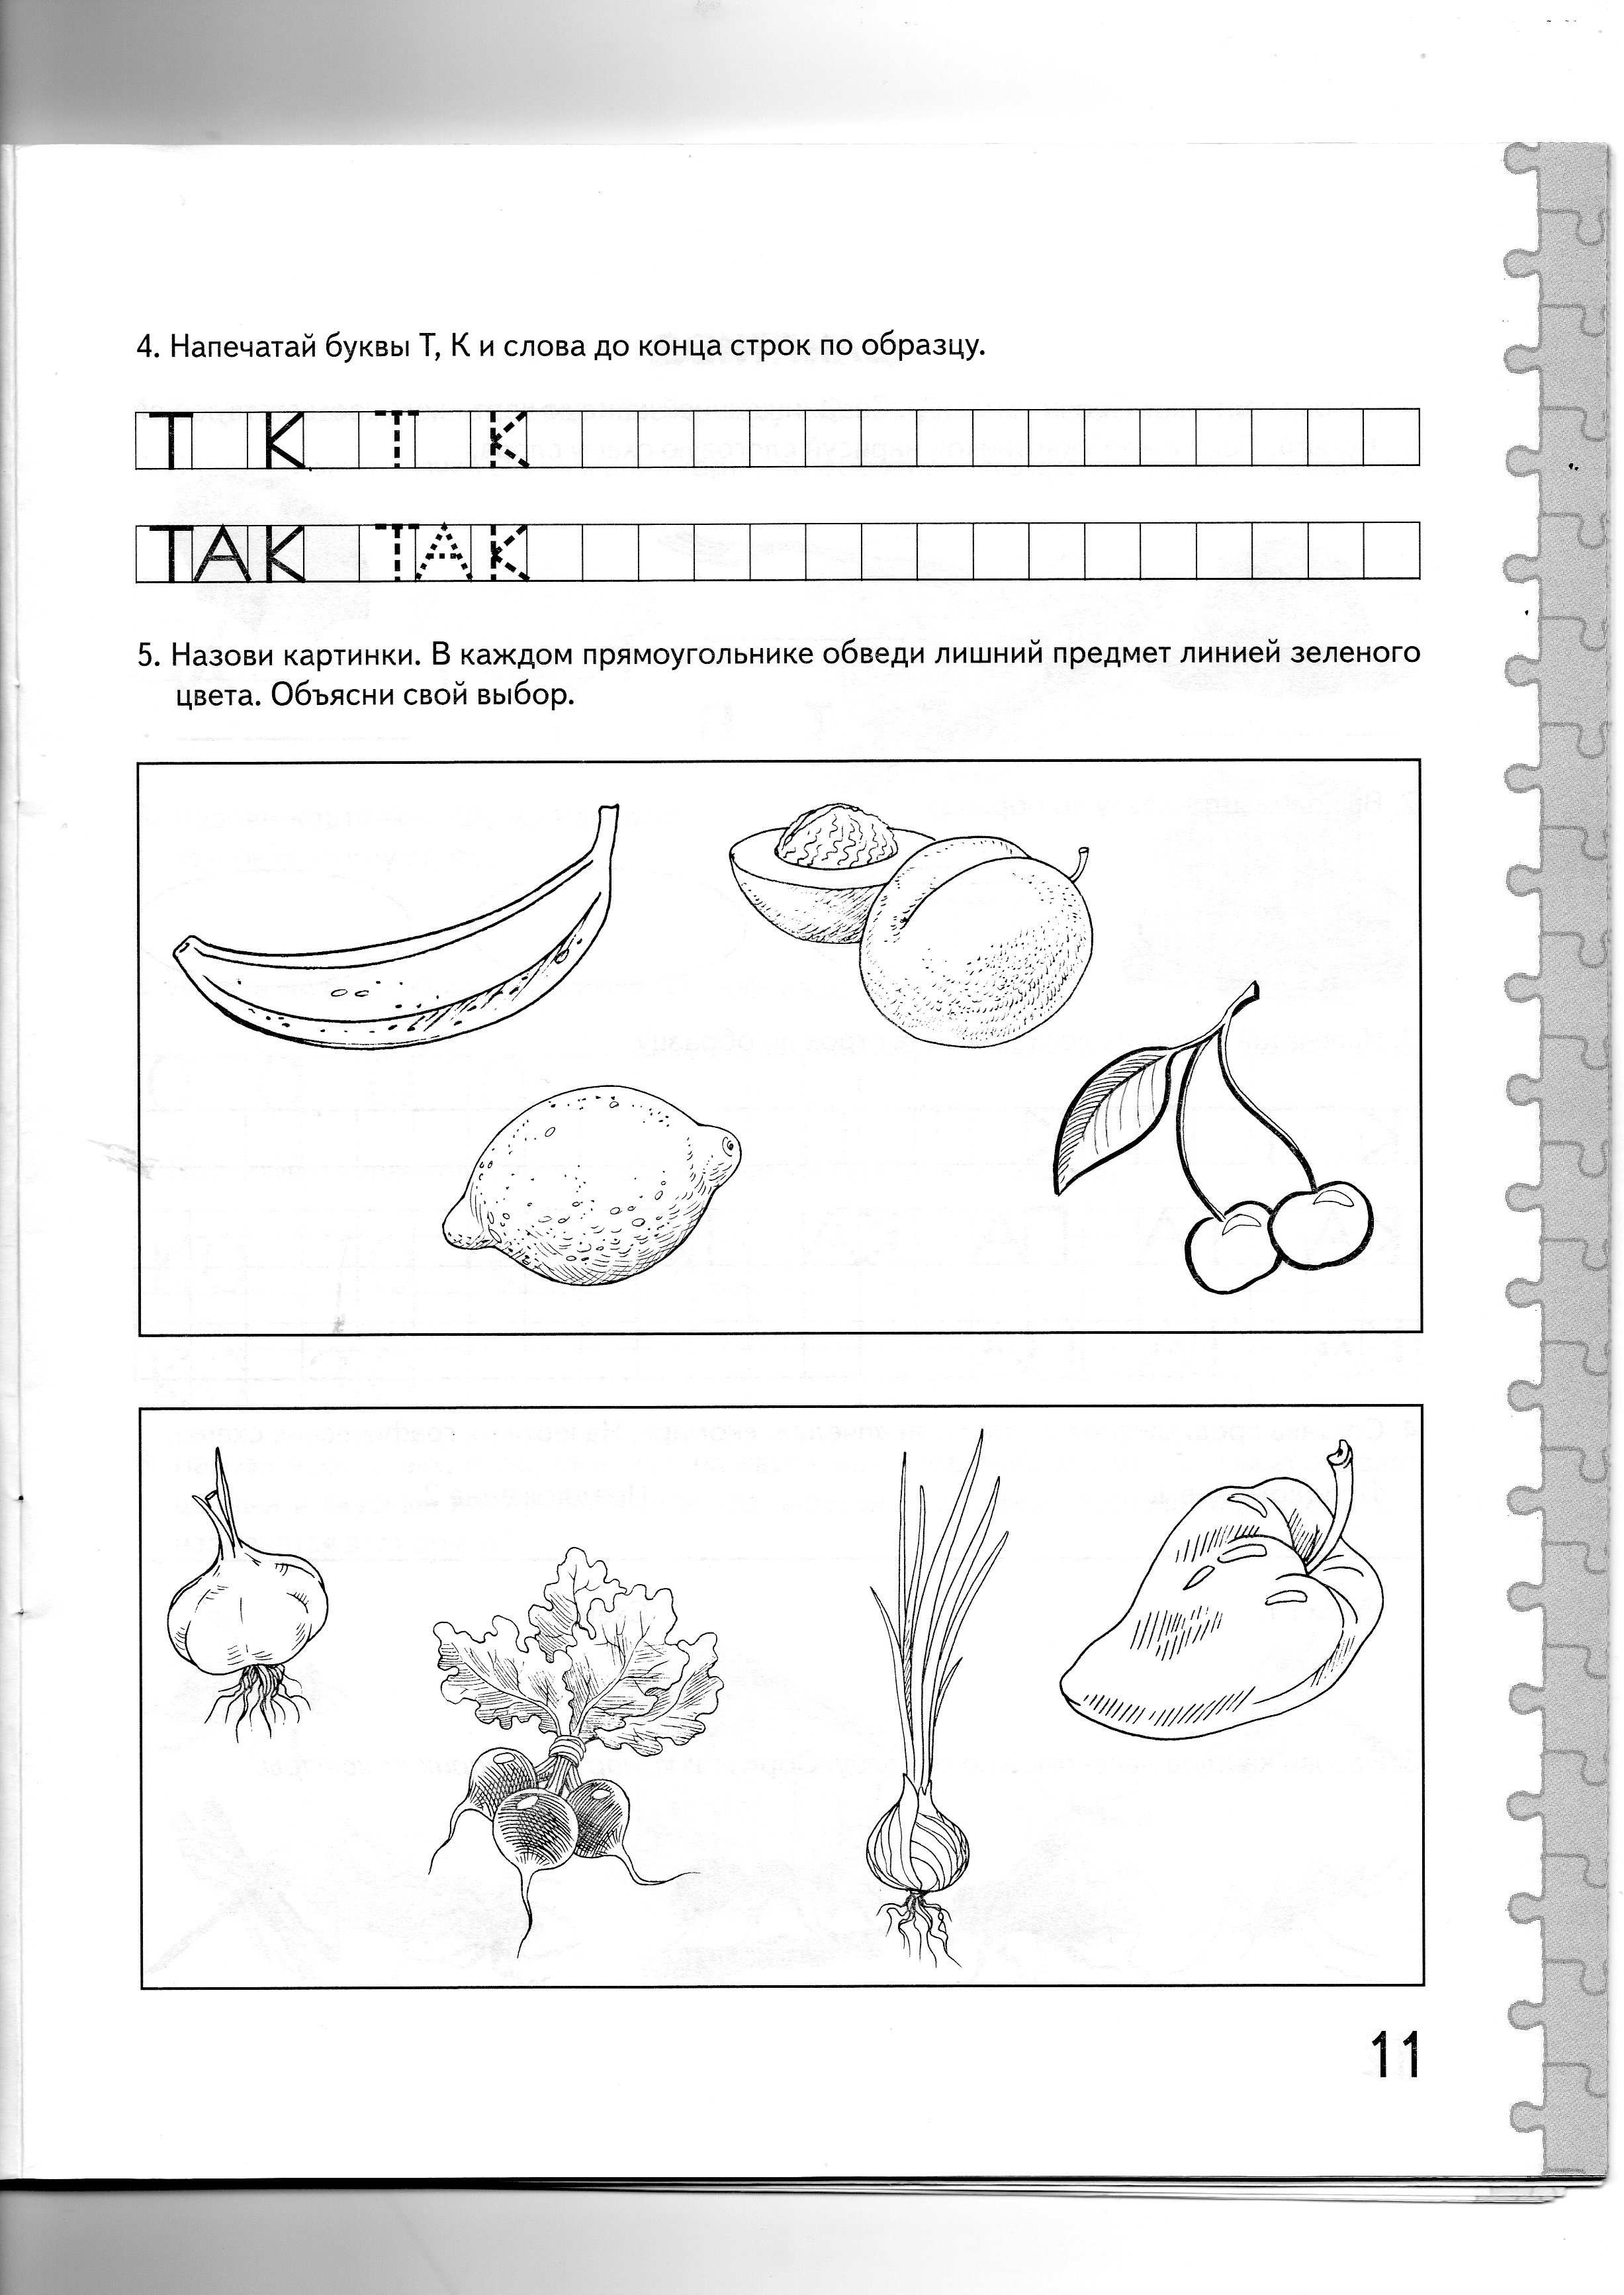 4. Напечатай буквы Т, К и слова до конца строк по образцу.
Т К Т К
ТАК ТАК
5. Назови картинки. В каждом прямоугольнике обведи лишний предмет линией зеленого
цвета. Объясни свой выбор.
11